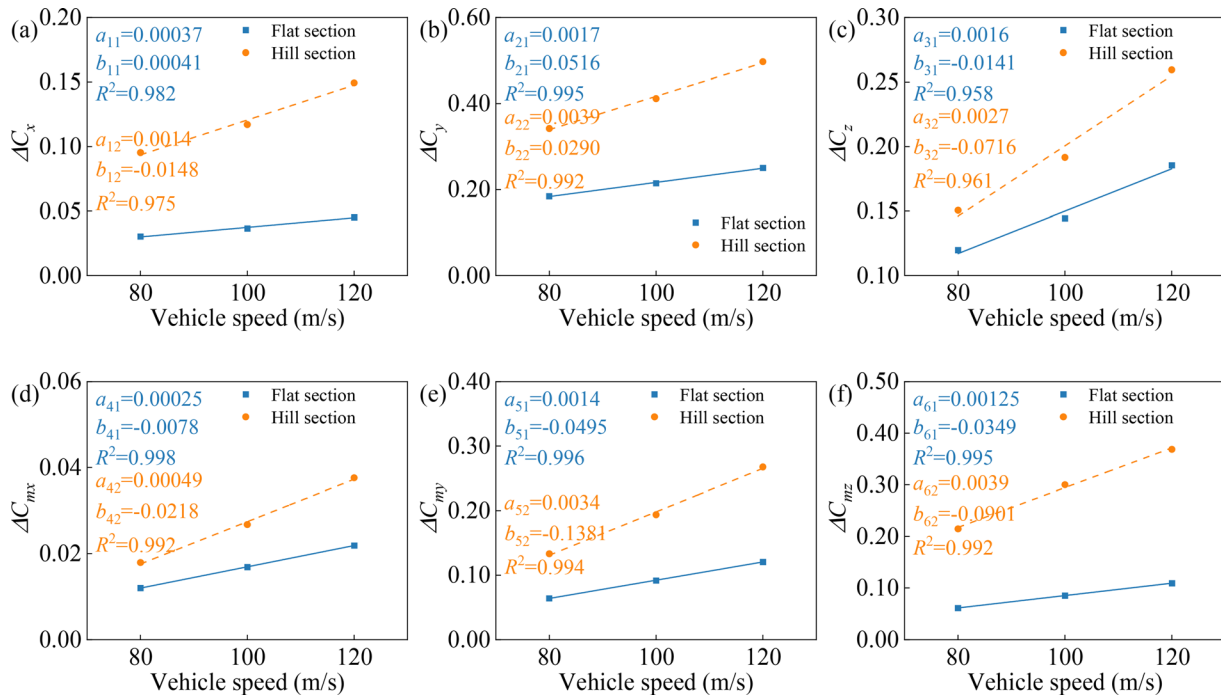 (a)
0.20
0.15
0.10
0.05
0.00
ΔCx
a11=0.00037
b11=0.00041
R²=0.982
a12=0.0014
b12=-0.0148
R²=0.975
Flat section
Hill section
80 100 120
Vehicle speed (m/s)
(b)
0.60
0.40
0.20
0.00
ΔCy
a21=0.0017
b21=0.0516
R²=0.995
a22=0.0039
b22=0.0290
R²=0.992
Flat section
Hill section
80 100 120
Vehicle speed (m/s)
(c)
0.30
0.25
0.20
0.15
0.10
ΔCz
a31=0.0016
b31=-0.0141
R²=0.958
a32=0.0027
b32=-0.0716
R²=0.961
Flat section
Hill section
80 100 120
Vehicle speed (m/s)
(d)
0.06
0.04
0.02
0.00
ΔCmx
a41=0.00025
b41=-0.0078
R²=0.998
a42=0.00049
b42=-0.0218
R²=0.992
Flat section
Hill section
80 100 120
Vehicle speed (m/s)
(e)
0.40
0.30
0.20
0.10
0.00
ΔCmy
a51=0.0014
b51=-0.0495
R²=0.996
a52=0.0034
b52=-0.1381
R²=0.994
Flat section
Hill section
80 100 120
Vehicle speed (m/s)
(f)
0.50
0.40
0.30
0.20
0.10
0.00
ΔCmz
a61=0.00125
b61=-0.0349
R²=0.995
a62=0.0039
b62=-0.0901
R²=0.992
Flat section
Hill section
80 100 120
Vehicle speed (m/s)